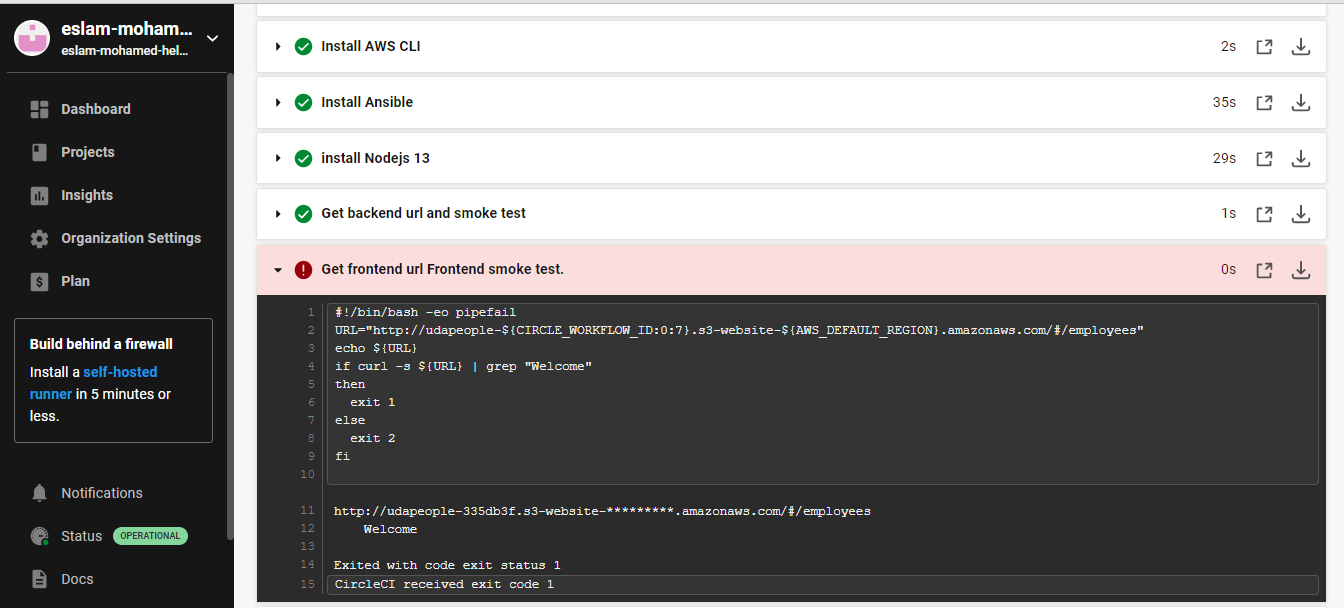 eslam-moham...
eslam-mohamed-hel...
Dashboard
Projects
Insights
Organization Settings
Plan
Build behind a firewall
Install a self-hosted
runner in 5 minutes or
less.
Notifications
Status OPERATIONAL
Docs
Install AWS CLI 2s
Install Ansible 35s
install Nodejs 13 29s
Get backend url and smoke test 1s
Get frontend url Frontend smoke test. 0s
1 #!/bin/bash -eo pipefail
2 URL="http://udapeople-${CIRCLE_WORKFLOW_ID:0:7}.s3-website-${AWS_DEFAULT_REGION}.amazonaws.com/#/employees"
3 echo ${URL}
4 if curl -s ${URL} | grep "Welcome"
5 then
6   exit 1
7 else
8   exit 2
9 fi
10
11 http://udapeople-335db3f.s3-website-*********.amazonaws.com/#/employees
12     Welcome
13
14 Exited with code exit status 1
15 CircleCI received exit code 1